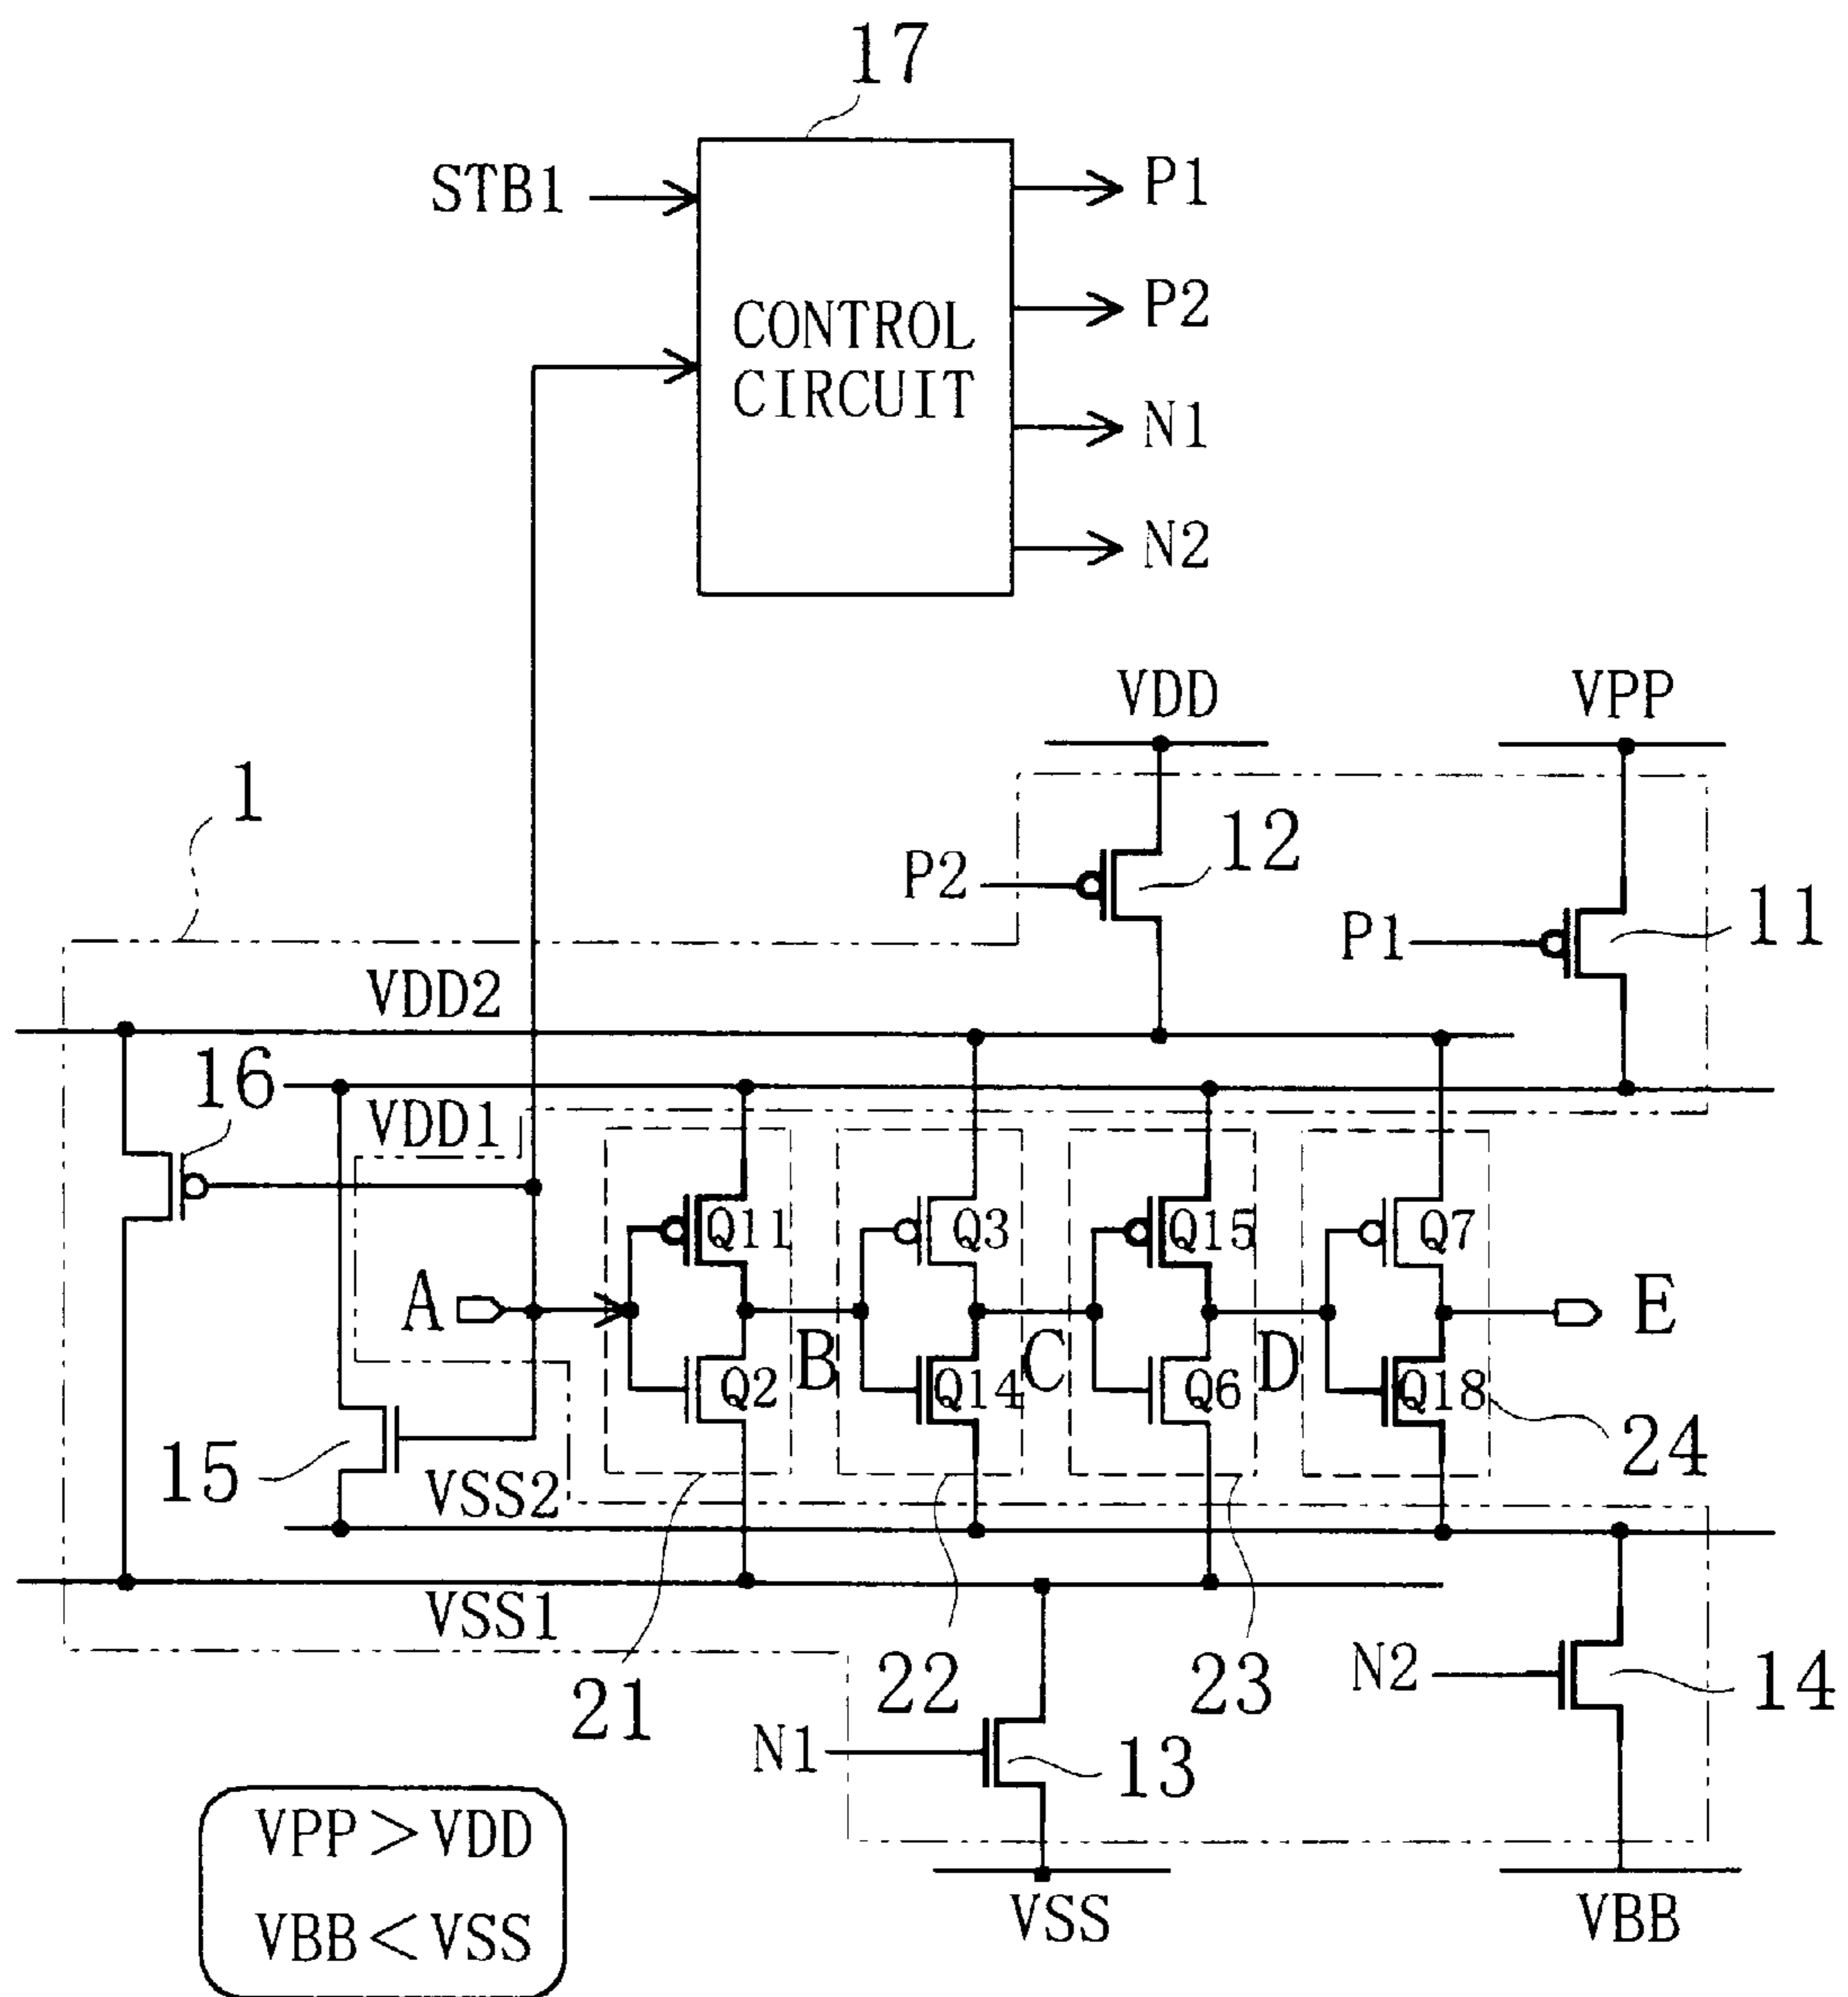 17
STB1
P1
P2
CONTROL
CIRCUIT
N1
N2
VDD
VPP
1
P2
12
P1
11
VDD2
16
VDD1
Q11
Q3
Q15
Q7
A
B
C
D
E
Q2
Q14
Q6
Q18
15
VSS2
24
VSS1
21
22
23
N2
14
N1
13
VPP>VDD
VBB<VSS
VSS
VBB